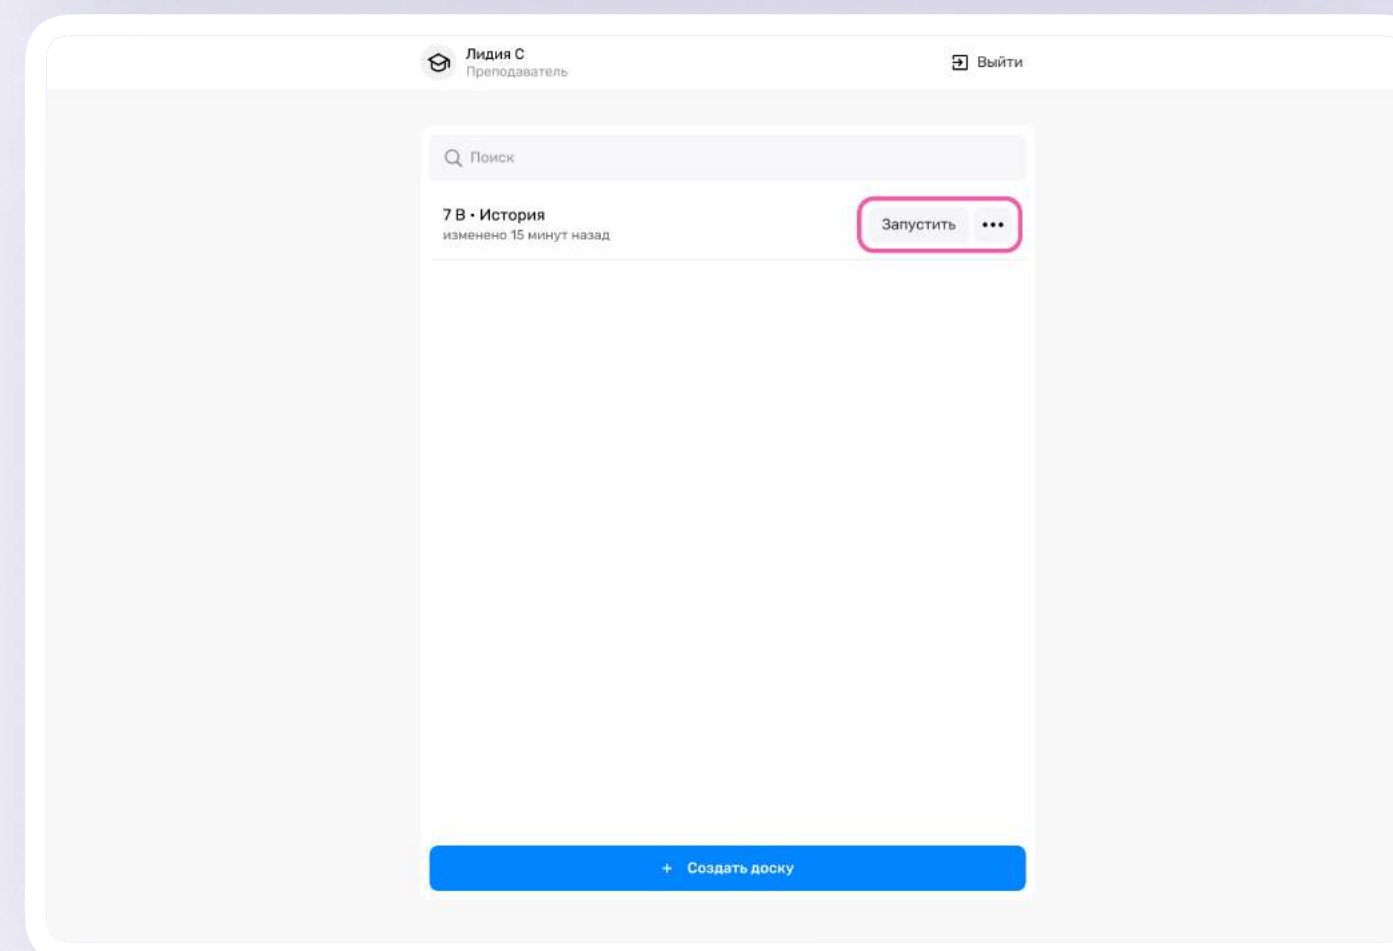 Лидия С
Преподаватель
Выйти
Поиск
7 В · История
изменено 15 минут назад
Запустить
+ Создать доску